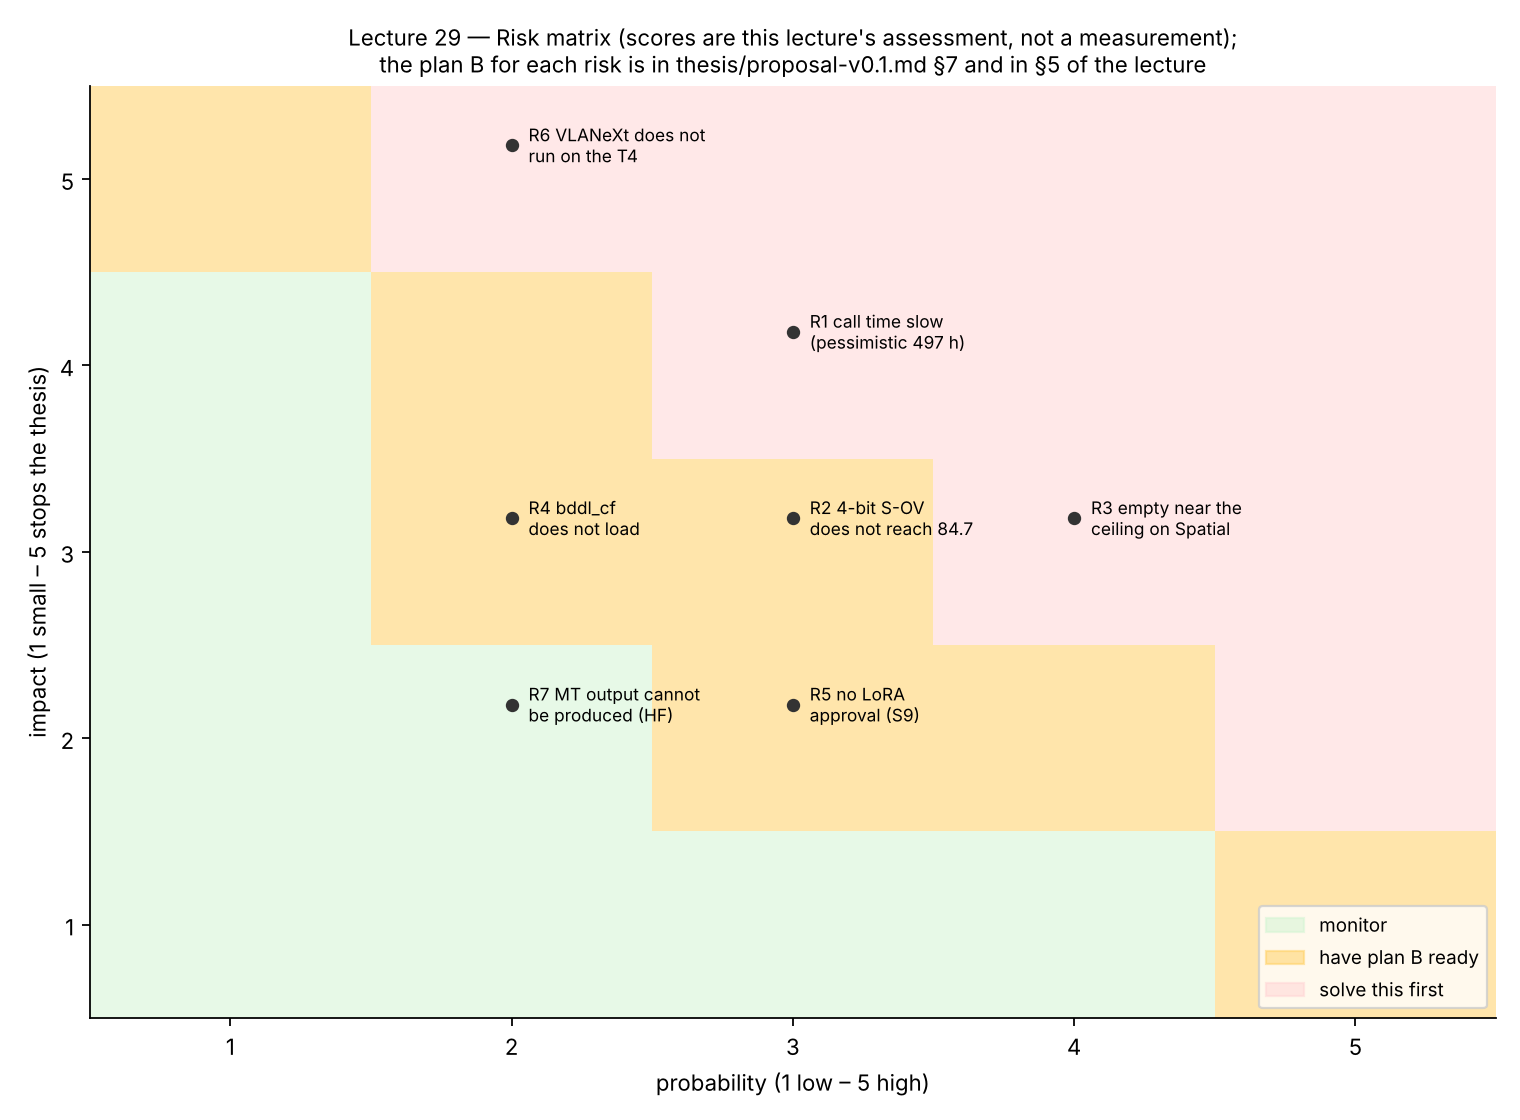 Lecture 29 — Risk matrix (scores are this lecture's assessment, not a measurement);
the plan B for each risk is in thesis/proposal-v0.1.md §7 and in §5 of the lecture
impact (1 small – 5 stops the thesis)
5
4
3
2
1
R6 VLANeXt does not
run on the T4
R1 call time slow
(pessimistic 497 h)
R4 bddl_cf
does not load
R2 4-bit S-OV
does not reach 84.7
R3 empty near the
ceiling on Spatial
R7 MT output cannot
be produced (HF)
R5 no LoRA
approval (S9)
monitor
have plan B ready
solve this first
1
2
3
4
5
probability (1 low – 5 high)